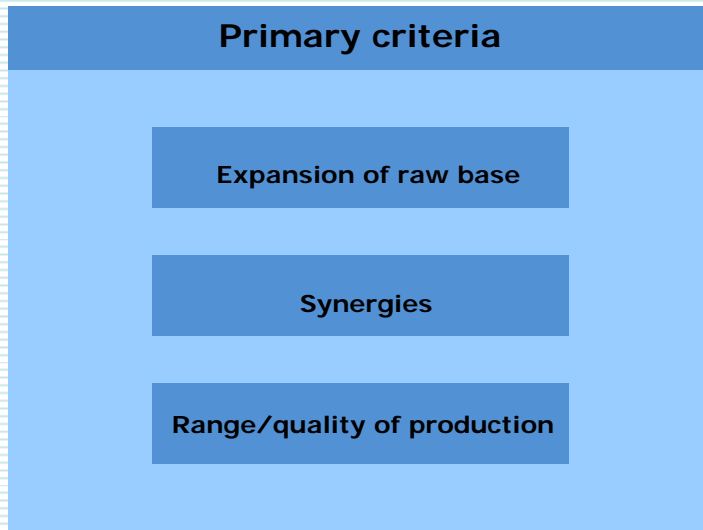 Primary criteria
Expansion of raw base
Synergies
Range/quality of production